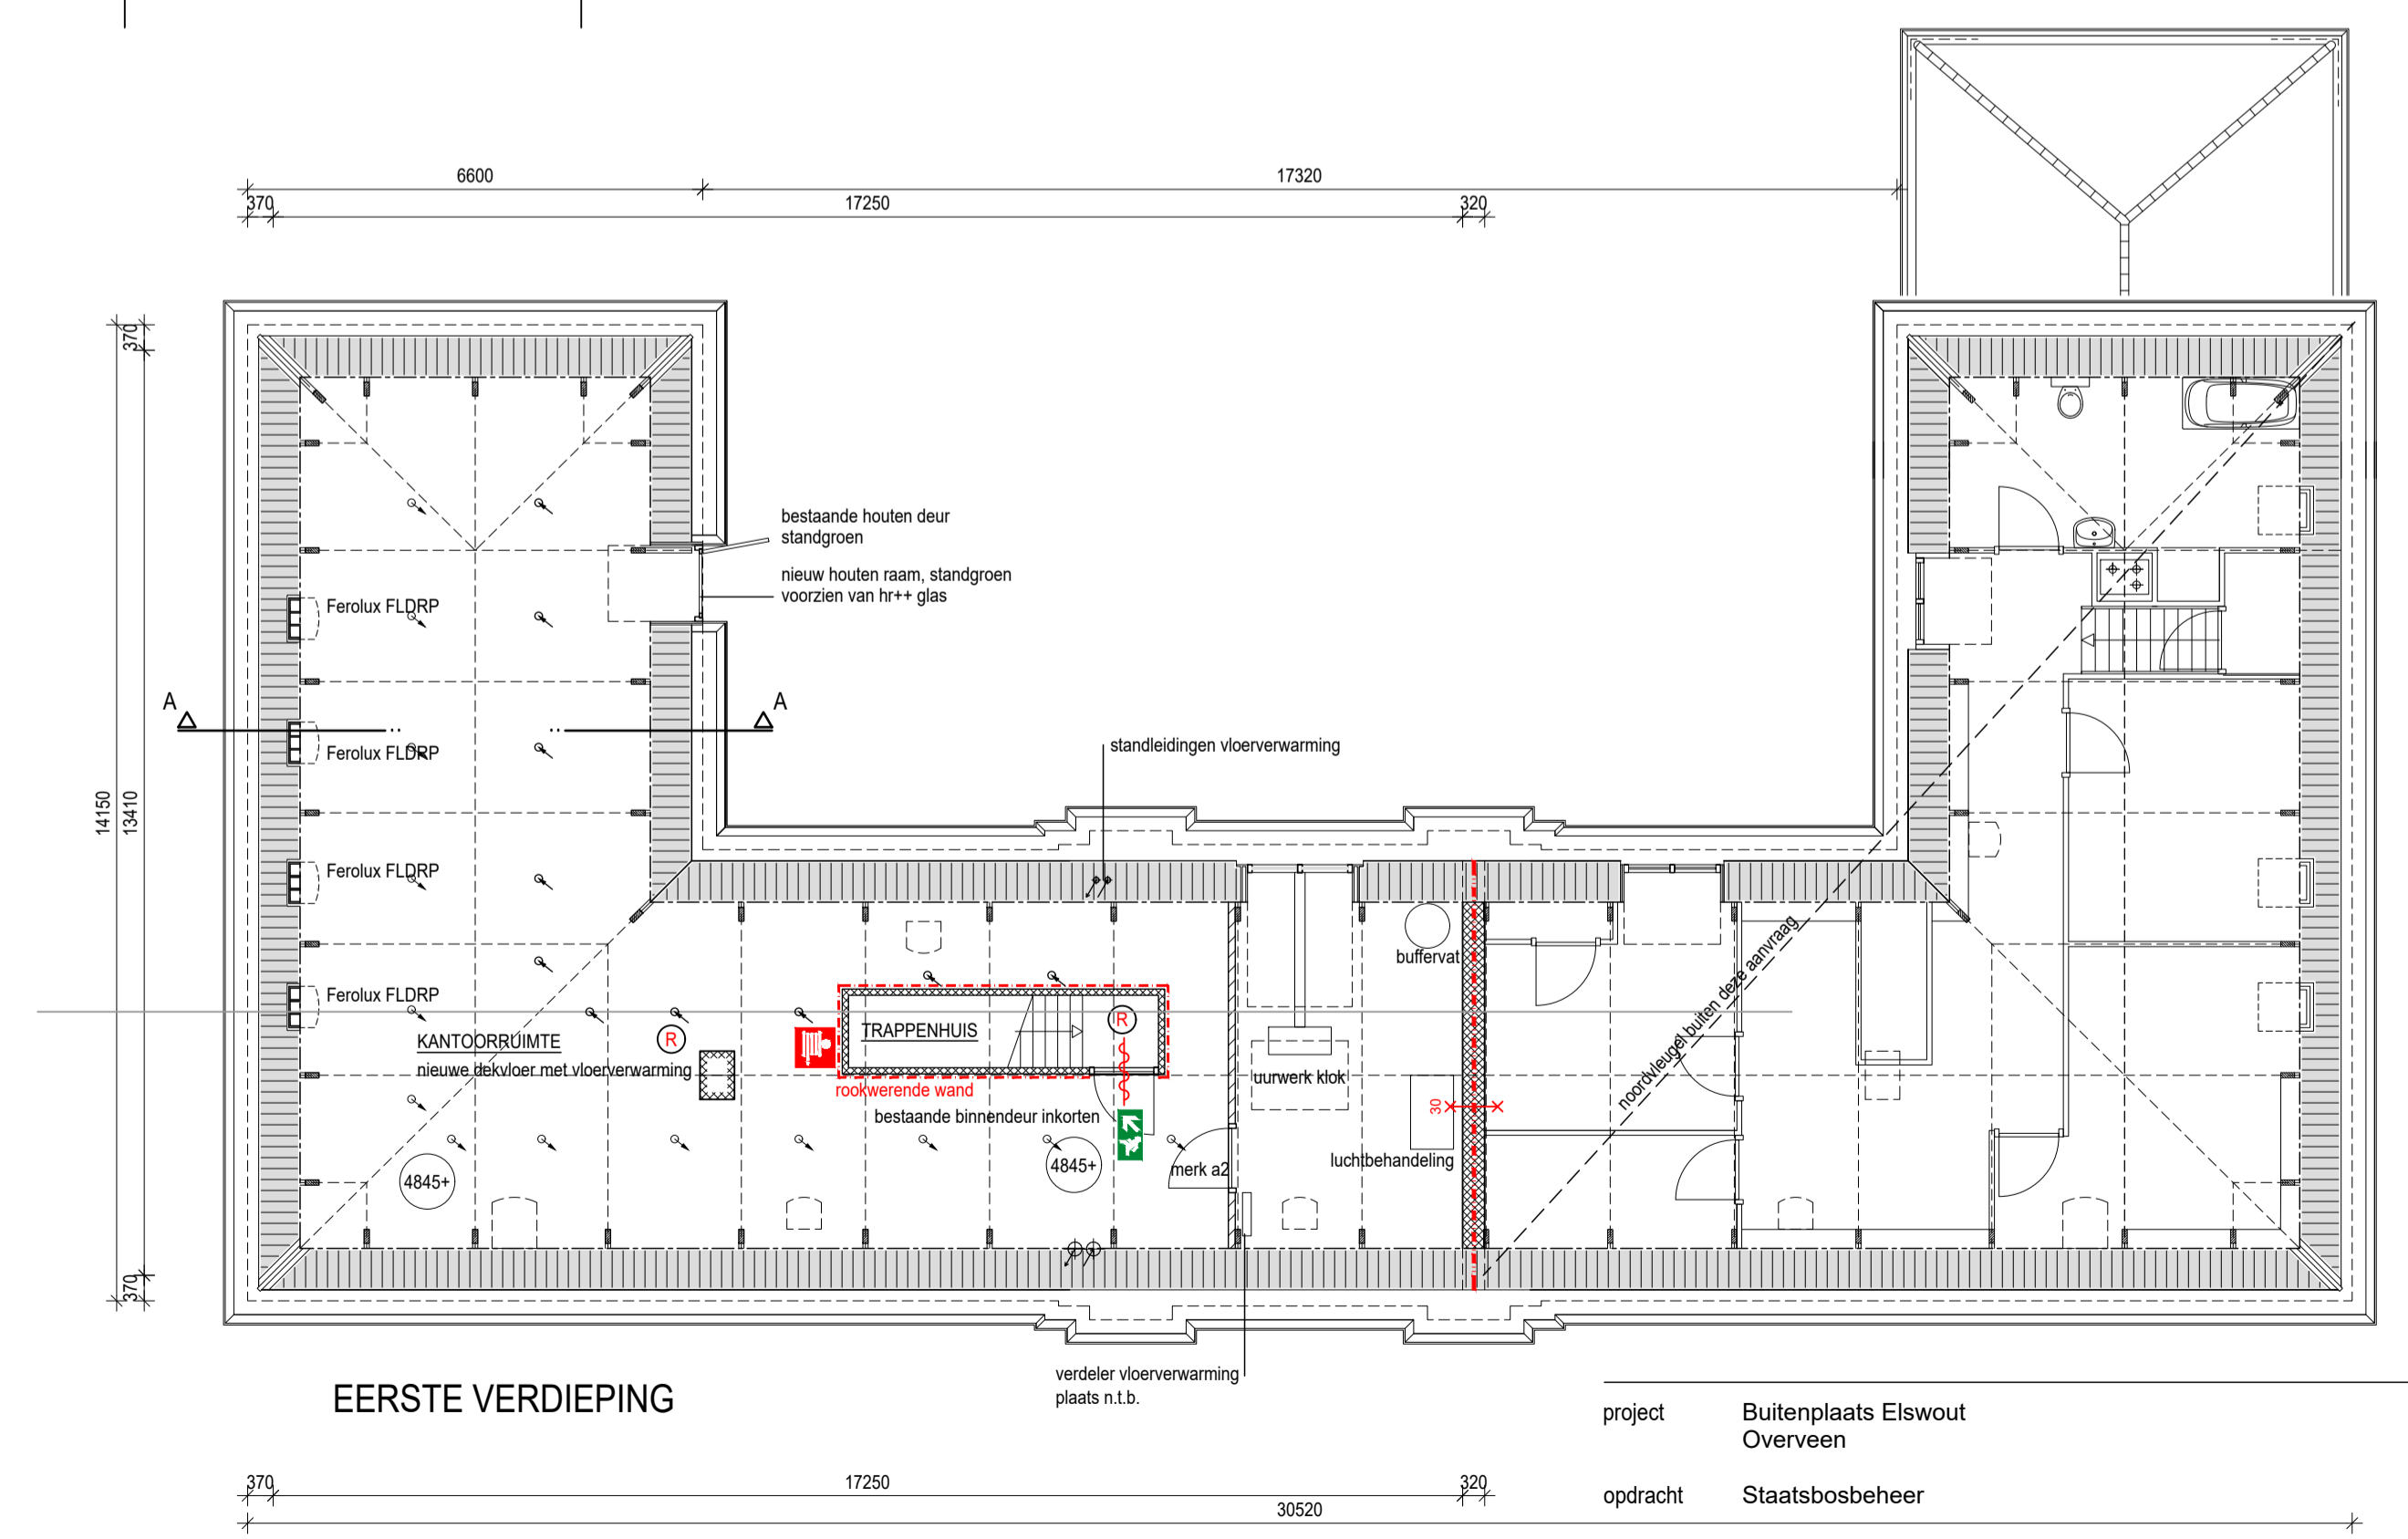 6600
17320
370
17250
320
370
14150
13410
370
bestaande houten deur
standgroen
nieuw houten raam, standgroen
voorzien van hr++ glas
Ferolux FLDRP
A
A
Ferolux FLDRP
standleidingen vloerverwarming
Ferolux FLDRP
buffervat
Ferolux FLDRP
KANTOORRUIMTE
nieuwe dekvloer met vloerverwarming
R
TRAPPENHUIS
R
rookwerende wand
bestaande binnendeur inkorten
uurwerk klok
30
noordvleugel buiten deze aanvraag
luchtbehandeling
4845+
4845+
merk a2
verdeler vloerverwarming
plaats n.t.b.
EERSTE VERDIEPING
project Buitenplaats Elswout
Overveen
opdracht Staatsbosbeheer
370
17250
320
30520